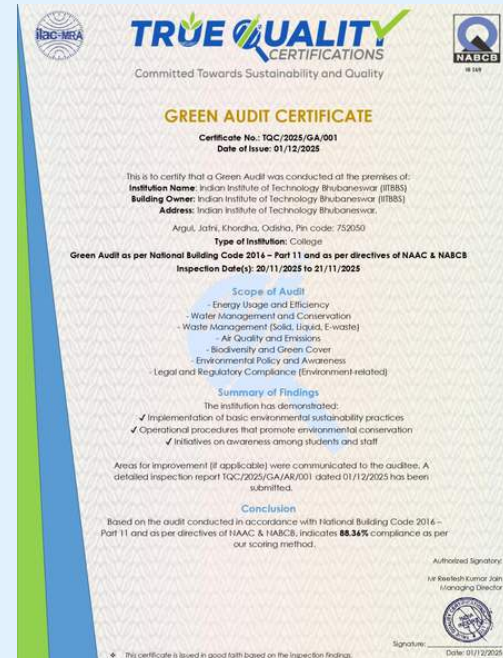 ilac-MRA
TRUE QUALITY
CERTIFICATIONS
Committed Towards Sustainability and Quality
NABCB
GREEN AUDIT CERTIFICATE
Certificate No.: TQC/2025/GA/001
Date of Issue: 01/12/2025
This is to certify that a Green Audit was conducted at the premises of:
Institution Name: Indian Institute of Technology Bhubaneswar (IITBBS)
Building Owner: Indian Institute of Technology Bhubaneswar (IITBBS)
Address: Indian Institute of Technology Bhubaneswar.
Argul, Jatni, Khordha, Odisha, Pin code: 752050
Type of Institution: College
Green Audit as per National Building Code 2016 – Part 11 and as per directives of NAAC & NABCB
Inspection Date(s): 20/11/2025 to 21/11/2025
Scope of Audit
- Energy Usage and Efficiency
- Water Management and Conservation
- Waste Management (Solid, Liquid, E-waste)
- Air Quality and Emissions
- Biodiversity and Green Cover
- Environmental Policy and Awareness
- Legal and Regulatory Compliance (Environment-related)
Summary of Findings
The institution has demonstrated:
✓ Implementation of basic environmental sustainability practices
✓ Operational procedures that promote environmental conservation
✓ Initiatives on awareness among students and staff
Areas for improvement (if applicable) were communicated to the auditee. A
detailed inspection report TQC/2025/GA/AR/001 dated 01/12/2025 has been
submitted.
Conclusion
Based on the audit conducted in accordance with National Building Code 2016 –
Part 11 and as per directives of NAAC & NABCB, indicates 88.36% compliance as per
our scoring method.
Authorized Signatory:
Mr Reetesh Kumar Jain
Managing Director
Signature:
Date: 01/12/2025
❖ This certificate is issued in good faith based on the inspection findings.